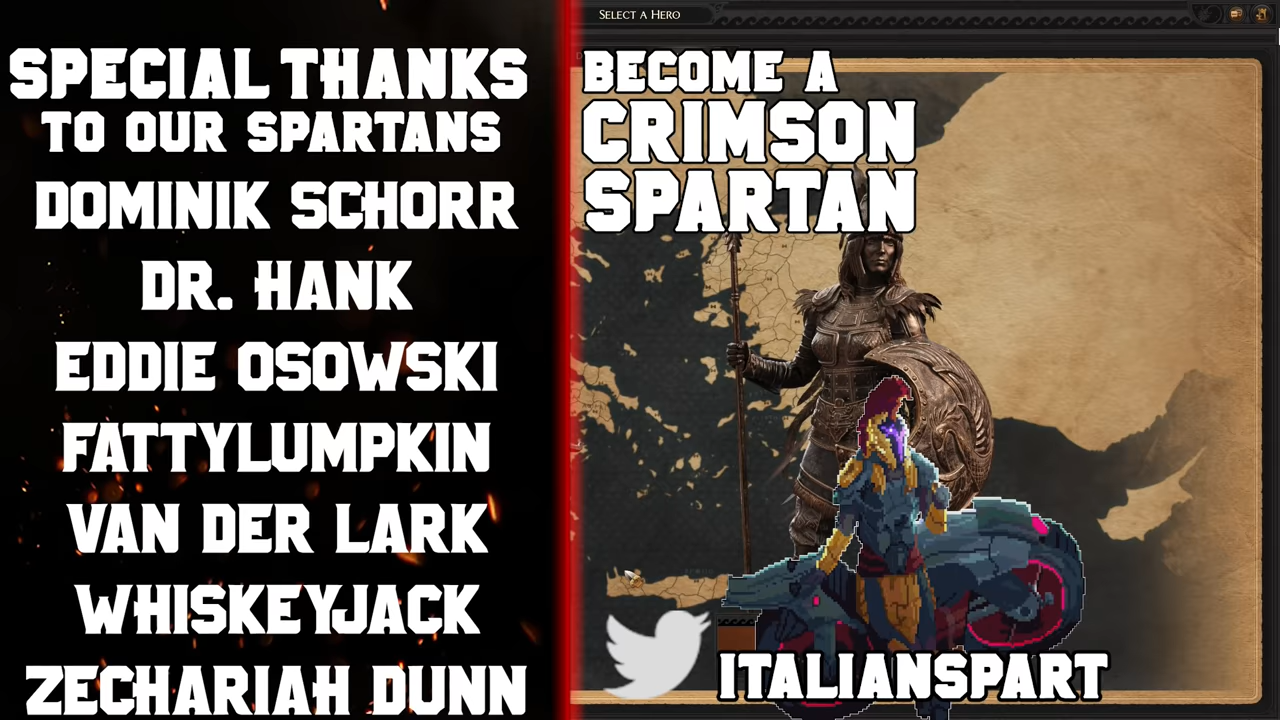 SELECT A HERO
SPECIAL THANKS
TO OUR SPARTANS
DOMINIK SCHORR
DR. HANK
EDDIE OSOWSKI
FATTYLUMPKIN
VAN DER LARK
WHISKEYJACK
ZECHARIAH DUNN
BECOME A
CRIMSON
SPARTAN
ITALIANSPART